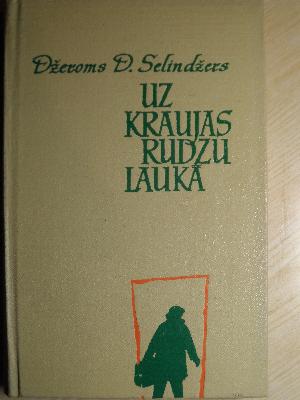 Džeroms D. Selindžers
UZ
KRAUJAS
RUDZU
LAUKĀ